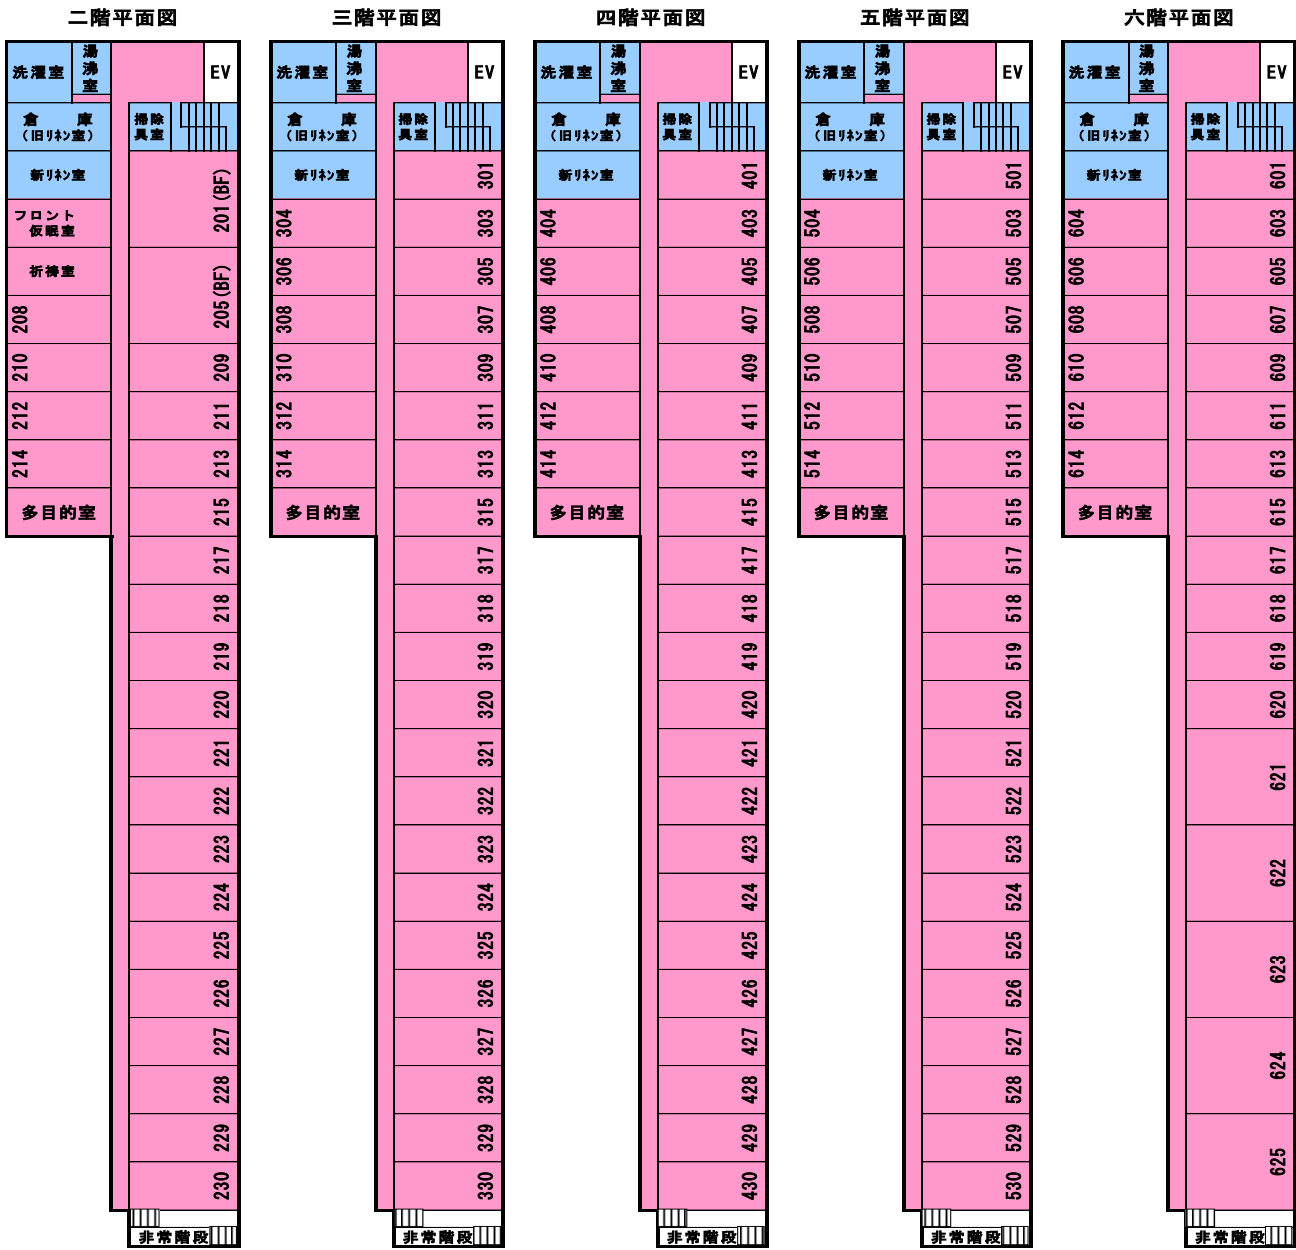 二階平面図
洗濯室
湯沸室
EV
倉　庫
(旧リネン室)
掃除
具室
新リネン室
201(BF)
フロント
仮眠室
祈祷室
205(BF)
208
210
209
212
211
214
213
多目的室
215
217
218
219
220
221
222
223
224
225
226
227
228
229
230
非常階段
三階平面図
洗濯室
湯沸室
EV
倉　庫
(旧リネン室)
掃除
具室
新リネン室
301
304
303
306
305
308
307
310
309
312
311
314
313
多目的室
315
317
318
319
320
321
322
323
324
325
326
327
328
329
330
非常階段
四階平面図
洗濯室
湯沸室
EV
倉　庫
(旧リネン室)
掃除
具室
新リネン室
401
404
403
406
405
408
407
410
409
412
411
414
413
多目的室
415
417
418
419
420
421
422
423
424
425
426
427
428
429
430
非常階段
五階平面図
洗濯室
湯沸室
EV
倉　庫
(旧リネン室)
掃除
具室
新リネン室
501
504
503
506
505
508
507
510
509
512
511
514
513
多目的室
515
517
518
519
520
521
522
523
524
525
526
527
528
529
530
非常階段
六階平面図
洗濯室
湯沸室
EV
倉　庫
(旧リネン室)
掃除
具室
新リネン室
601
604
603
606
605
608
607
610
609
612
611
614
613
多目的室
615
617
618
619
620
621
622
623
624
625
非常階段